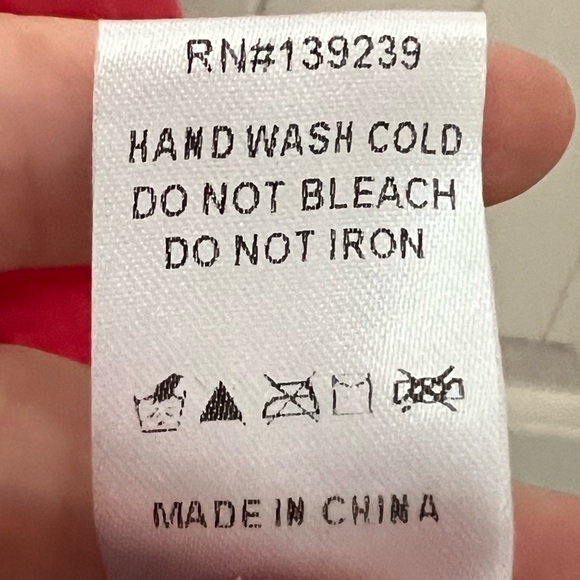 RN#139239
HAND WASH COLD
DO NOT BLEACH
DO NOT IRON
MADE IN CHINA